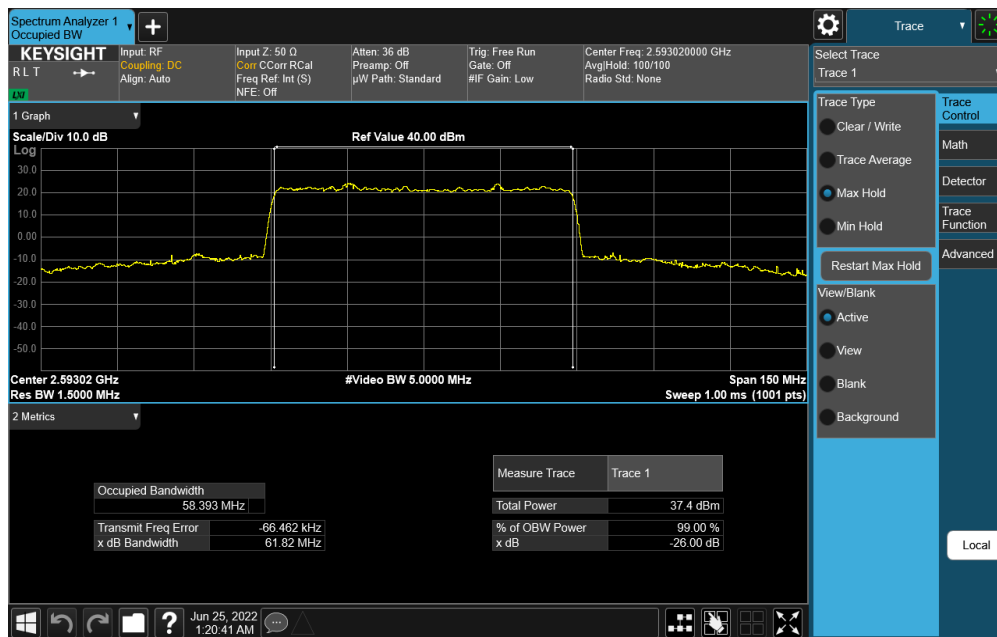 Spectrum Analyzer 1
Occupied BW
Trace
KEYSIGHT
R L T
LXI
Input: RF
Coupling: DC
Align: Auto
Input Z: 50 Ω
Corr CCorr RCal
Freq Ref: Int (S)
NFE: Off
Atten: 36 dB
Preamp: Off
µW Path: Standard
Trig: Free Run
Gate: Off
#IF Gain: Low
Center Freq: 2.593020000 GHz
Avg|Hold: 100/100
Radio Std: None
Select Trace
Trace 1
1 Graph
Scale/Div 10.0 dB
Ref Value 40.00 dBm
Log
30.0
20.0
10.0
0.00
-10.0
-20.0
-30.0
-40.0
-50.0
Center 2.59302 GHz
#Video BW 5.0000 MHz
Span 150 MHz
Res BW 1.5000 MHz
Sweep 1.00 ms (1001 pts)
Trace Type
Clear / Write
Trace Average
Max Hold
Min Hold
Restart Max Hold
View/Blank
Active
View
Blank
Background
Trace
Control
Math
Detector
Trace
Function
Advanced
Local
2 Metrics
Occupied Bandwidth
58.393 MHz
Transmit Freq Error -66.462 kHz
x dB Bandwidth 61.82 MHz
Measure Trace Trace 1
Total Power 37.4 dBm
% of OBW Power 99.00 %
x dB -26.00 dB
?
Jun 25, 2022
1:20:41 AM